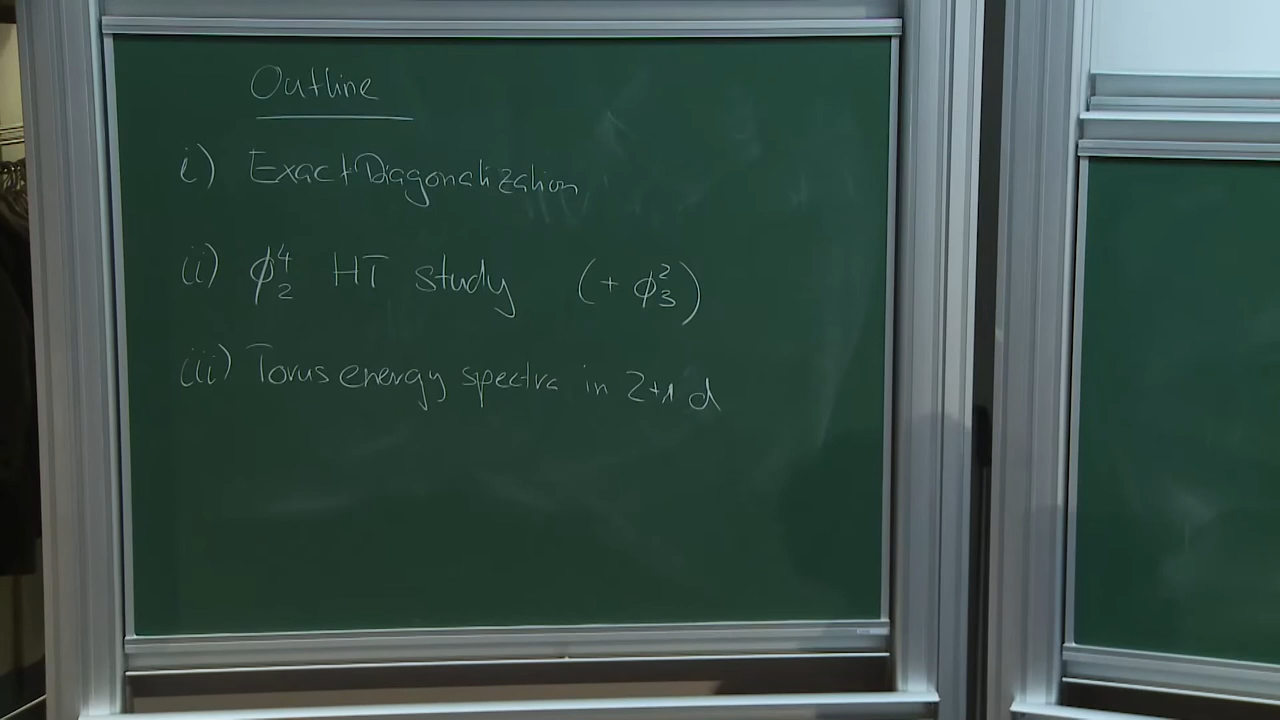 Outline
i) Exact Diagonalization
ii) ϕ⁴₂ HT study (+ ϕ²₃)
iii) Torus energy spectra in 2+1 d